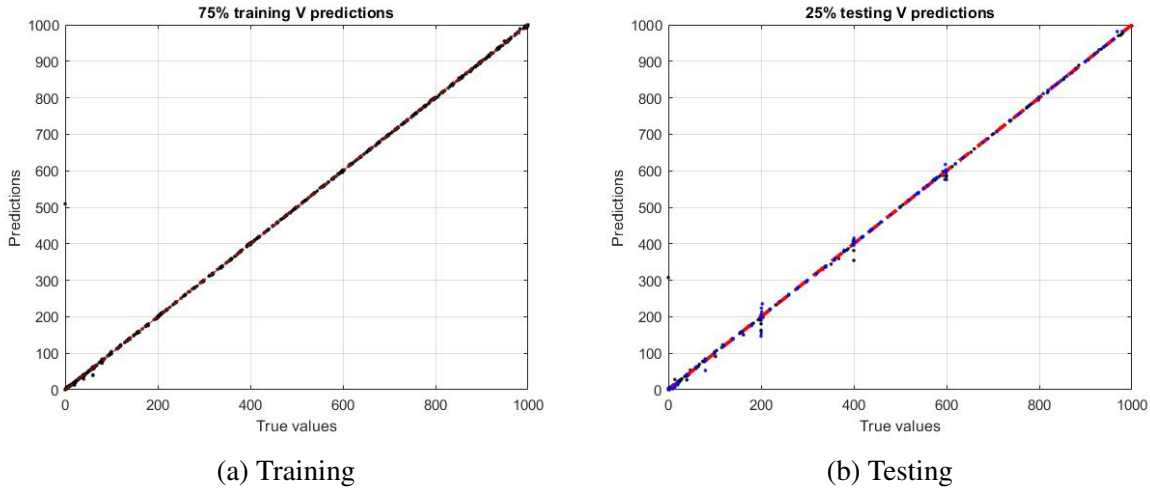 75% training V predictions
1000
900
800
700
600
500
400
300
200
100
0
Predictions
0 200 400 600 800 1000
True values
(a) Training
25% testing V predictions
1000
900
800
700
600
500
400
300
200
100
0
Predictions
0 200 400 600 800 1000
True values
(b) Testing